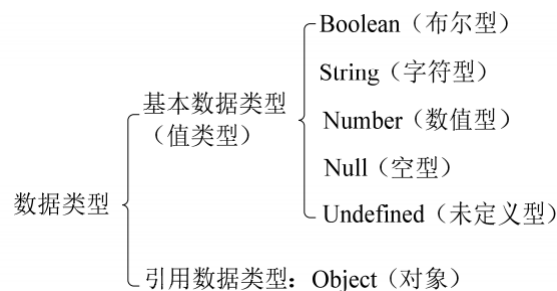 Boolean（布尔型）
String（字符型）
基本数据类型
（值类型）
Number（数值型）
Null（空型）
数据类型
Undefined（未定义型）
引用数据类型：Object（对象）